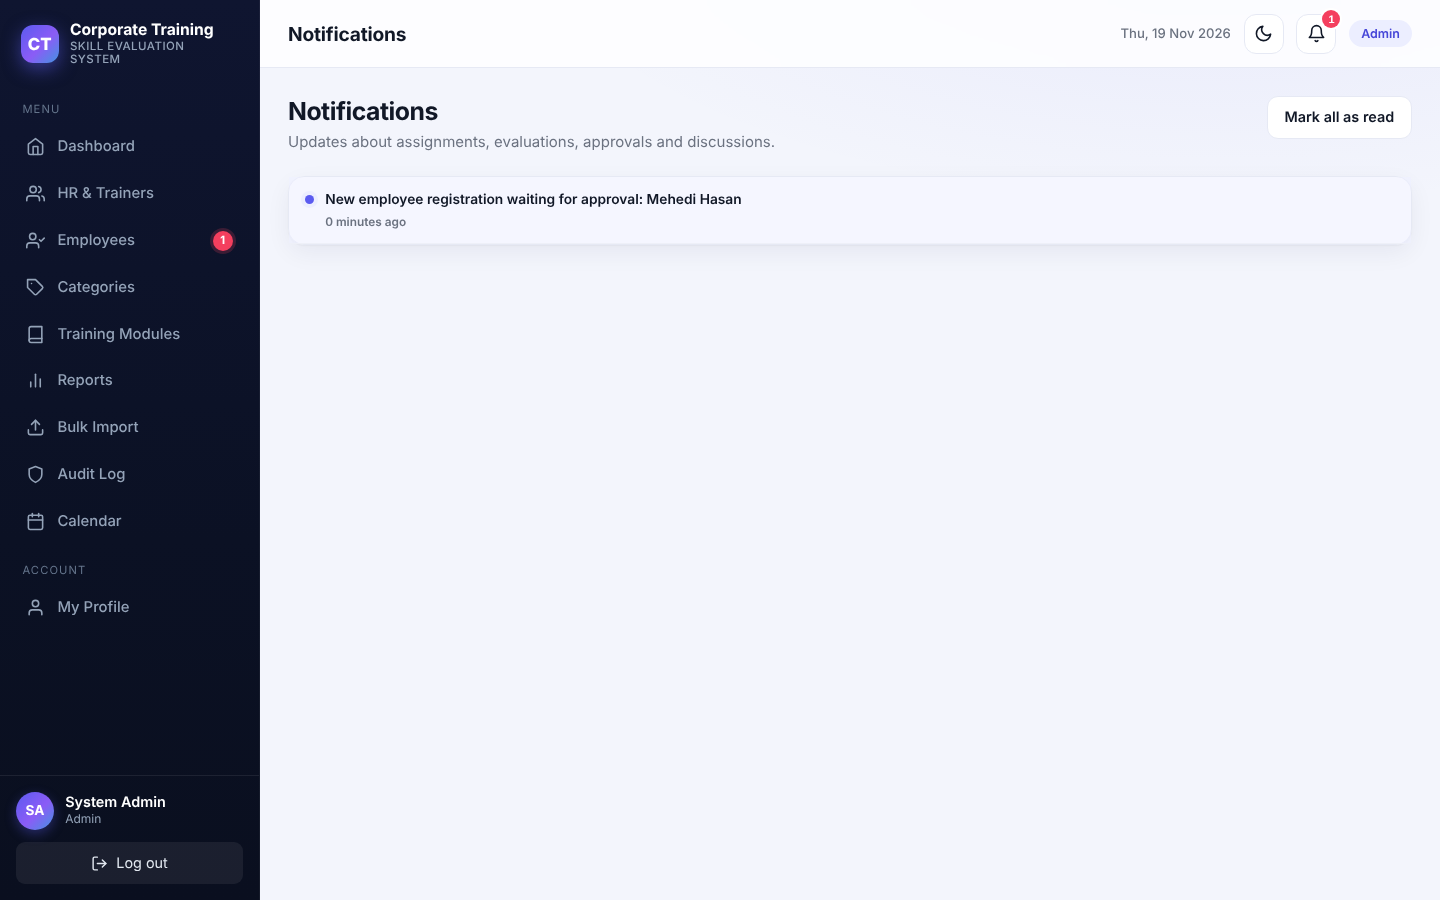 CT
Corporate Training
SKILL EVALUATION
SYSTEM
MENU
Dashboard
HR & Trainers
Employees
1
Categories
Training Modules
Reports
Bulk Import
Audit Log
Calendar
ACCOUNT
My Profile
SA
System Admin
Admin
Log out
Notifications
Thu, 19 Nov 2026
1
Admin
Notifications
Updates about assignments, evaluations, approvals and discussions.
Mark all as read
New employee registration waiting for approval: Mehedi Hasan
0 minutes ago